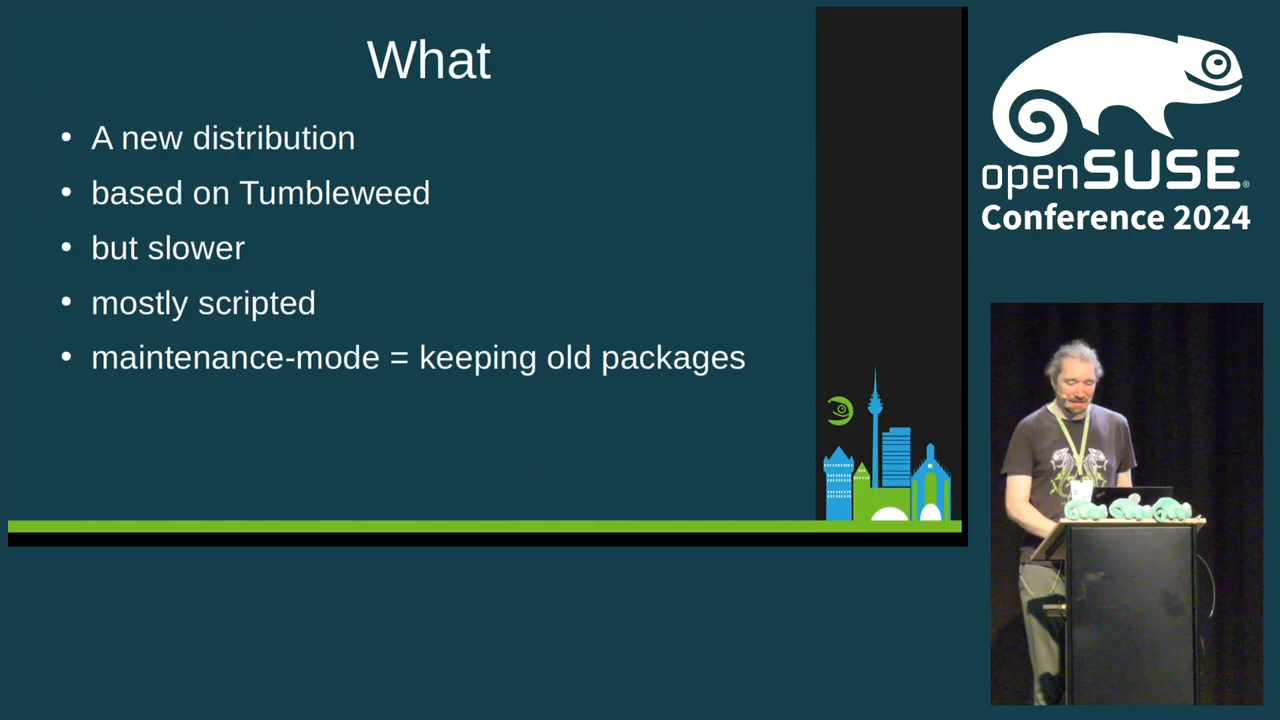 What
• A new distribution
• based on Tumbleweed
• but slower
• mostly scripted
• maintenance-mode = keeping old packages
openSUSE®
Conference 2024